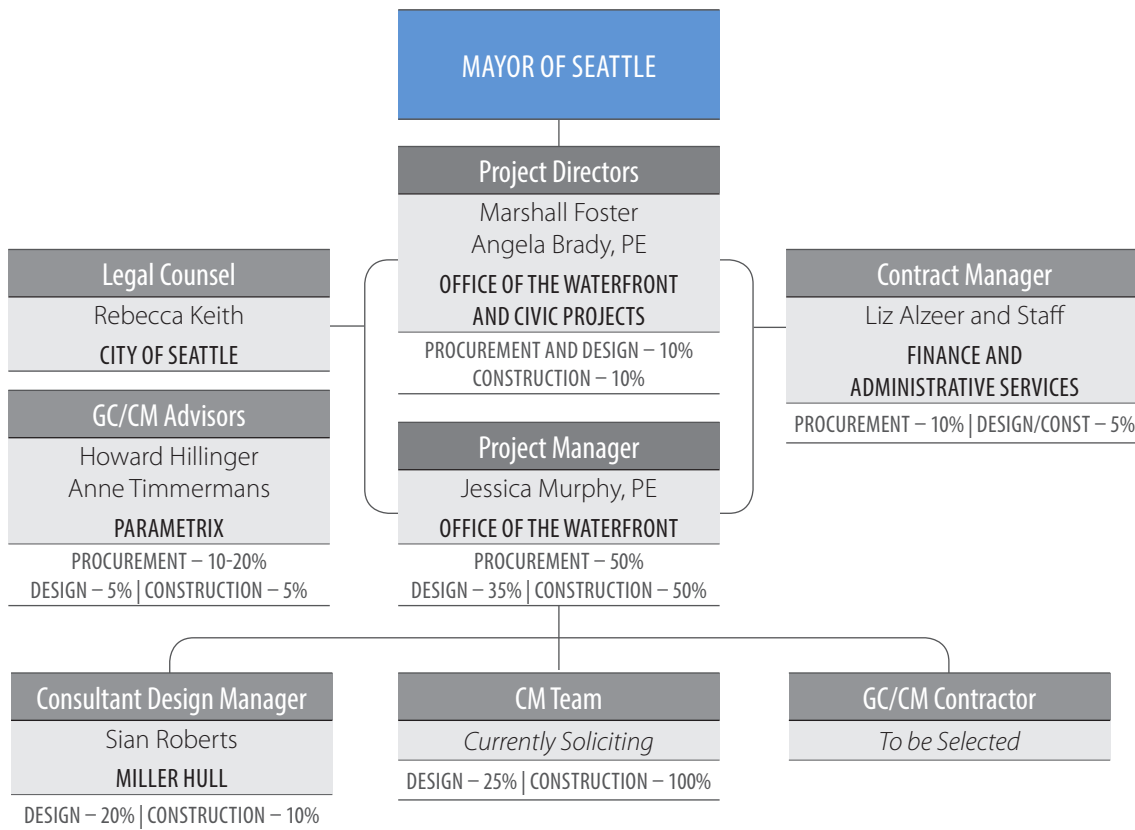 MAYOR OF SEATTLE
Project Directors
Marshall Foster
Angela Brady, PE
OFFICE OF THE WATERFRONT
AND CIVIC PROJECTS
PROCUREMENT AND DESIGN – 10%
CONSTRUCTION – 10%
Legal Counsel
Rebecca Keith
CITY OF SEATTLE
GC/CM Advisors
Howard Hillinger
Anne Timmermans
PARAMETRIX
PROCUREMENT – 10-20%
DESIGN – 5% | CONSTRUCTION – 5%
Contract Manager
Liz Alzeer and Staff
FINANCE AND
ADMINISTRATIVE SERVICES
PROCUREMENT – 10% | DESIGN/CONST – 5%
Project Manager
Jessica Murphy, PE
OFFICE OF THE WATERFRONT
PROCUREMENT – 50%
DESIGN – 35% | CONSTRUCTION – 50%
Consultant Design Manager
Sian Roberts
MILLER HULL
DESIGN – 20% | CONSTRUCTION – 10%
CM Team
Currently Soliciting
DESIGN – 25% | CONSTRUCTION – 100%
GC/CM Contractor
To be Selected